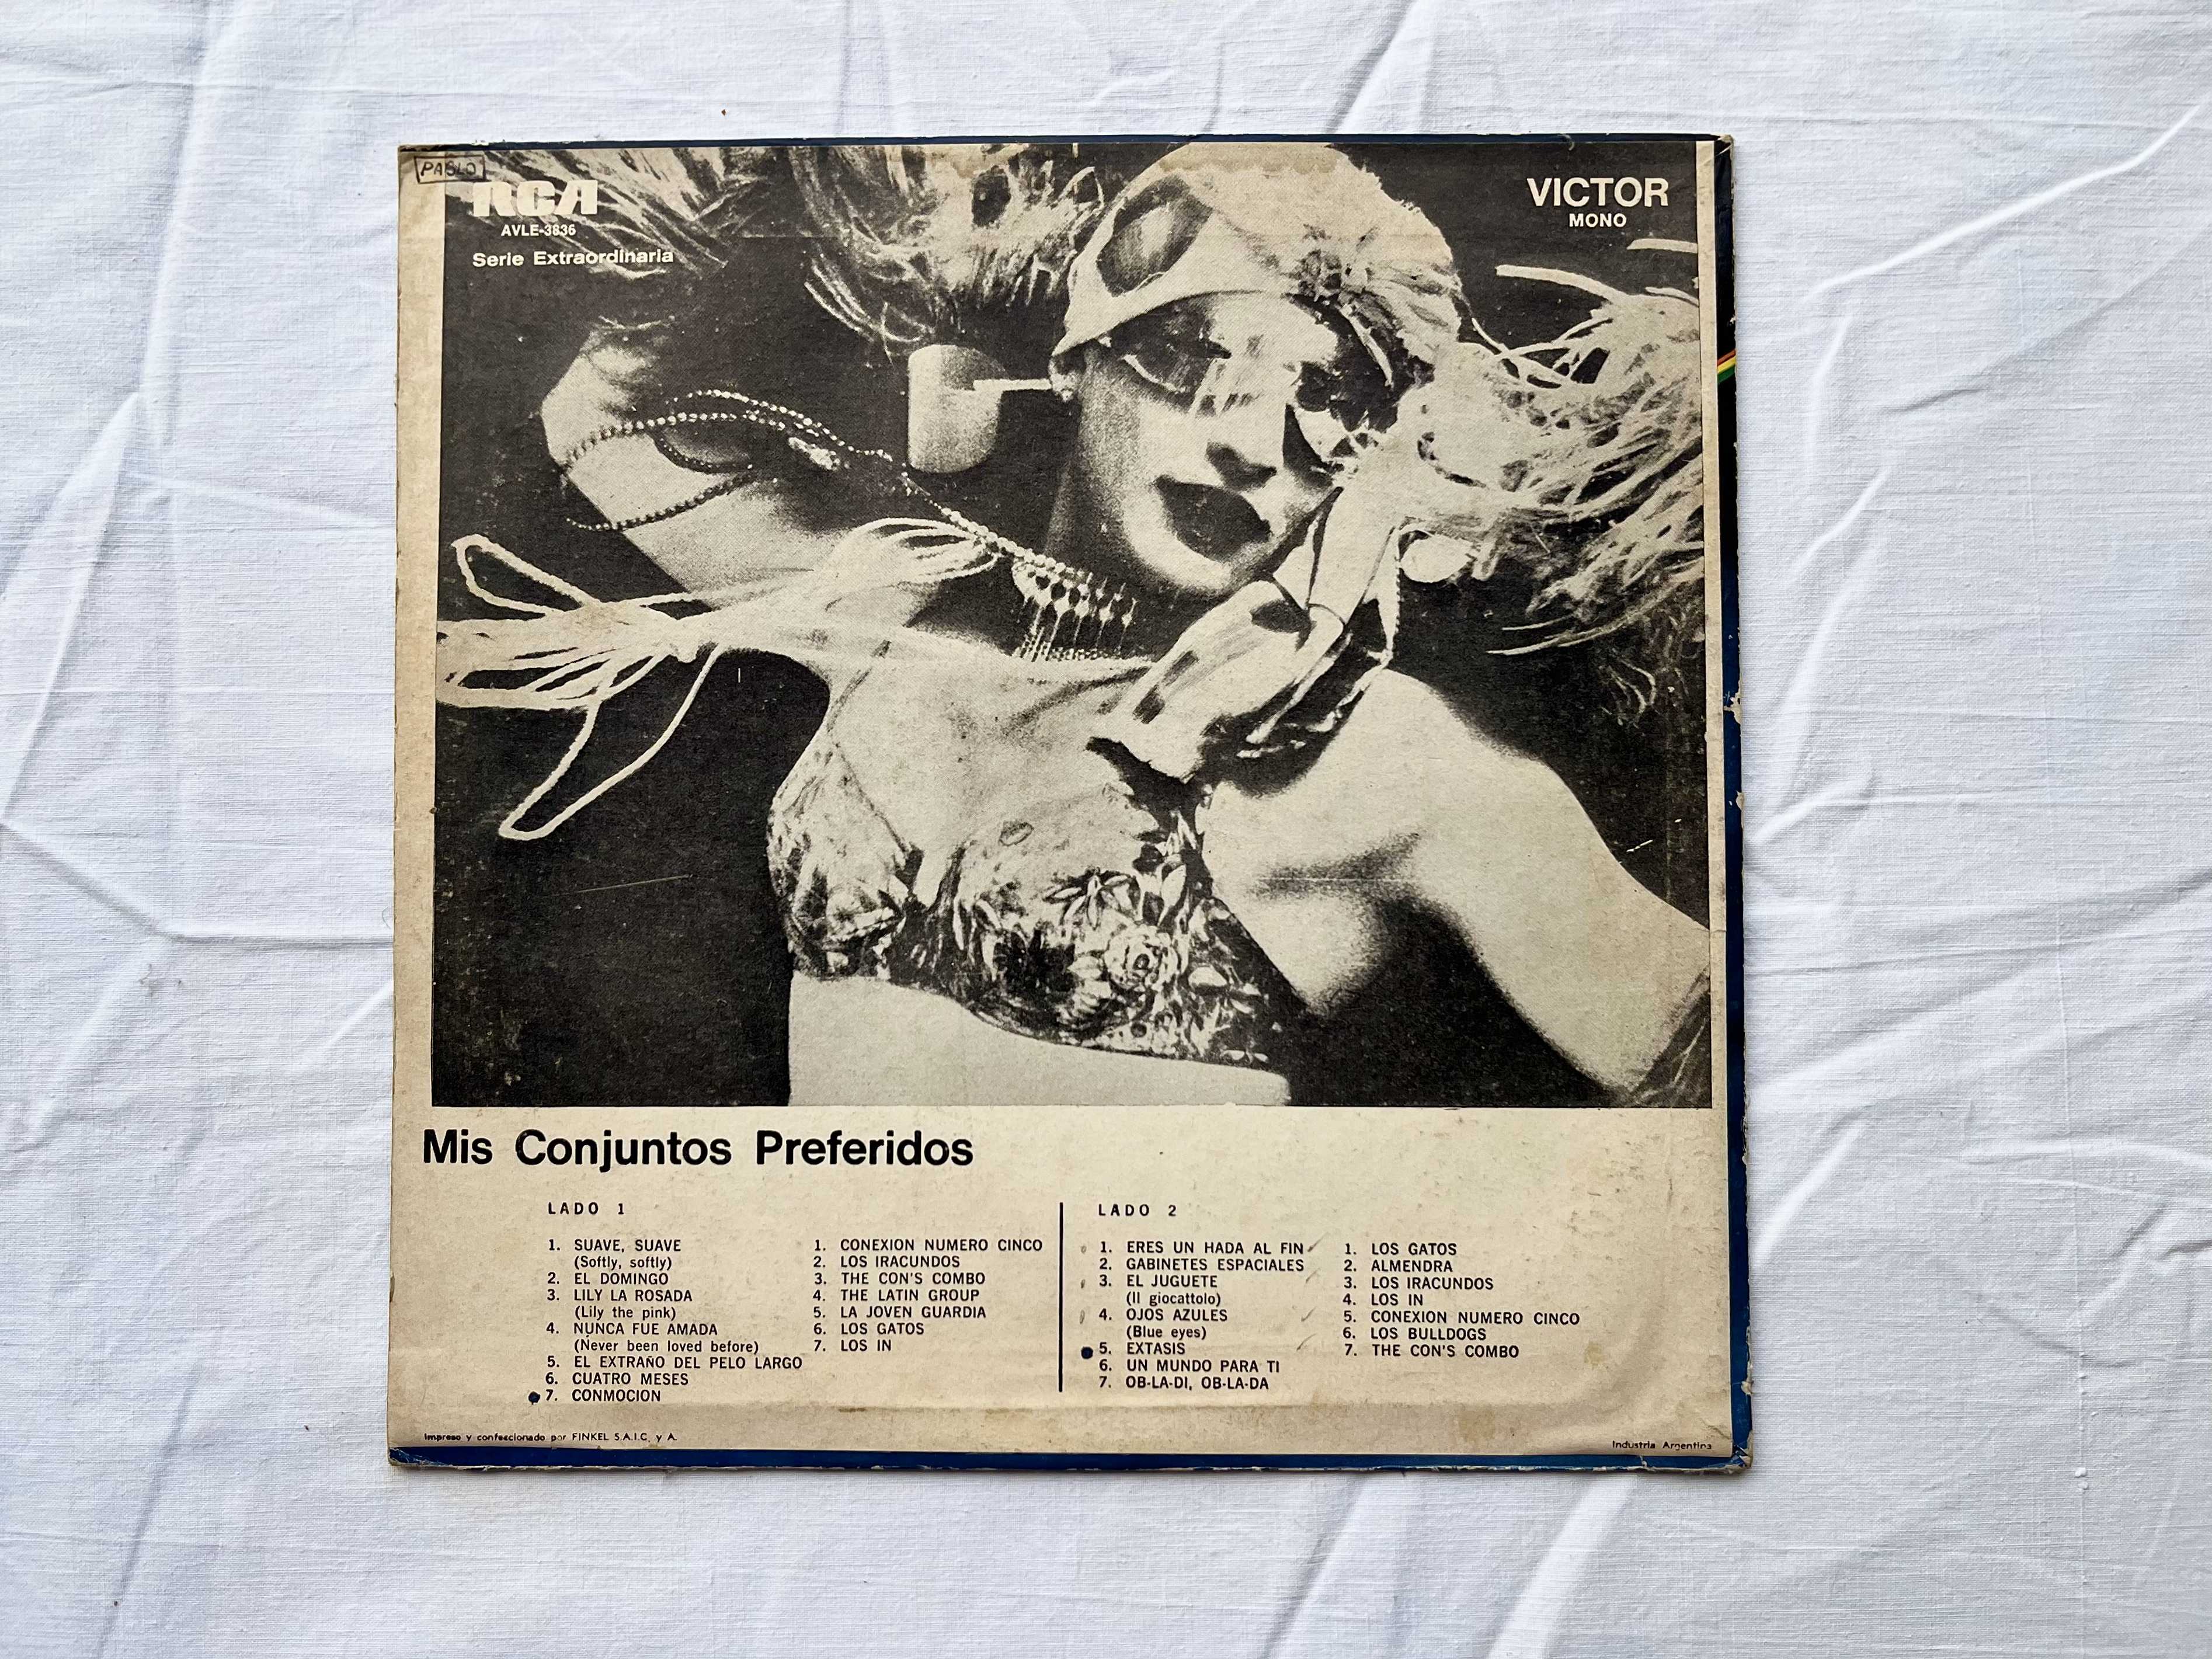 PABLO
RCA
AVLE-3836
Serie Extraordinaria
VICTOR
MONO
Mis Conjuntos Preferidos
LADO 1
1. SUAVE, SUAVE
(Softly, softly)
2. EL DOMINGO
3. LILY LA ROSADA
(Lily the pink)
4. NUNCA FUE AMADA
(Never been loved before)
5. EL EXTRAÑO DEL PELO LARGO
6. CUATRO MESES
7. CONMOCION
1. CONEXION NUMERO CINCO
2. LOS IRACUNDOS
3. THE CON'S COMBO
4. THE LATIN GROUP
5. LA JOVEN GUARDIA
6. LOS GATOS
7. LOS IN
LADO 2
1. ERES UN HADA AL FIN
2. GABINETES ESPACIALES
3. EL JUGUETE
(Il giocattolo)
4. OJOS AZULES
(Blue eyes)
5. EXTASIS
6. UN MUNDO PARA TI
7. OB-LA-DI, OB-LA-DA
1. LOS GATOS
2. ALMENDRA
3. LOS IRACUNDOS
4. LOS IN
5. CONEXION NUMERO CINCO
6. LOS BULLDOGS
7. THE CON'S COMBO
Impreso y confeccionado por FINKEL S.A.I.C. y A.
Industria Argentina